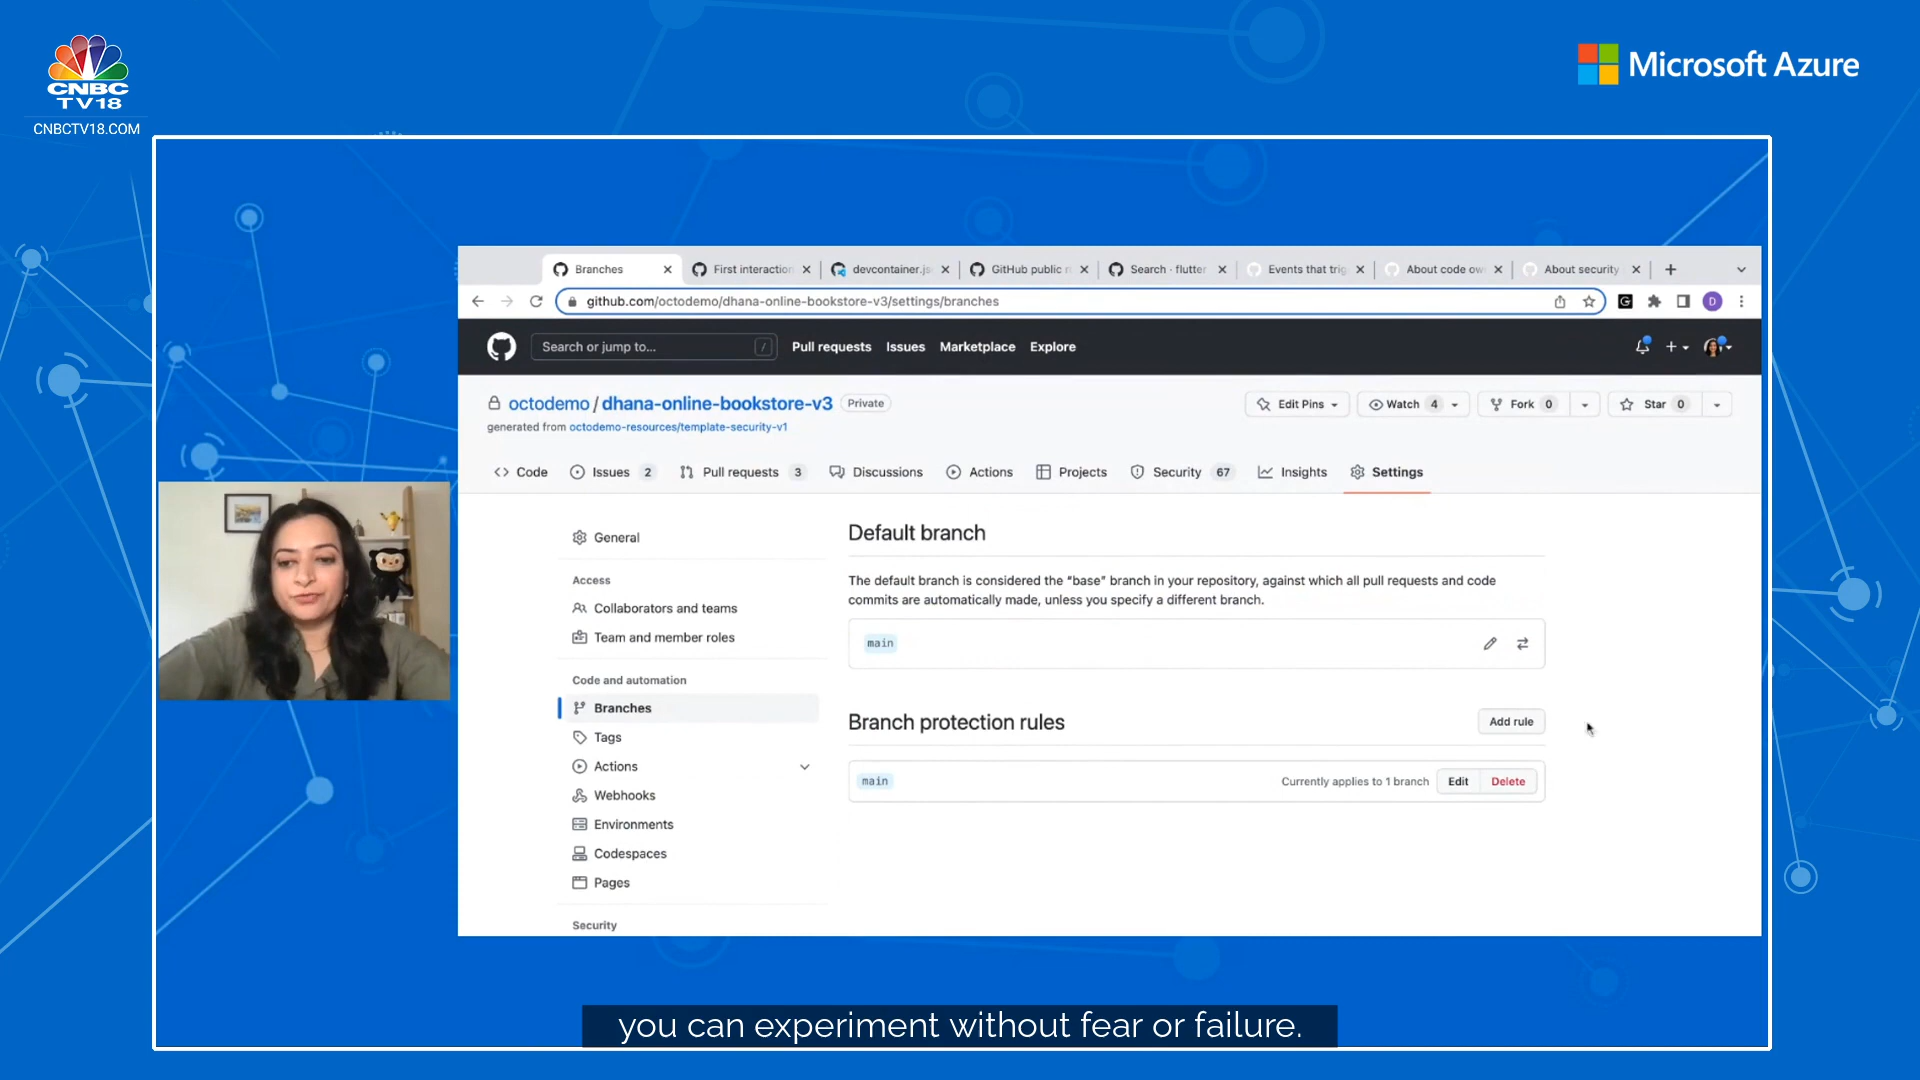 CNBC
TV18
CNBCTV18.COM
Microsoft Azure
Branches
First interaction
devcontainer.js
GitHub public r
Search · flutter
Events that trig
About code ow
About security
github.com/octodemo/dhana-online-bookstore-v3/settings/branches
G
D
Search or jump to...
/
Pull requests
Issues
Marketplace
Explore
octodemo / dhana-online-bookstore-v3
Private
Edit Pins
Watch 4
Fork 0
Star 0
generated from octodemo-resources/template-security-v1
Code
Issues 2
Pull requests 3
Discussions
Actions
Projects
Security 67
Insights
Settings
General
Access
Collaborators and teams
Team and member roles
Code and automation
Branches
Tags
Actions
Webhooks
Environments
Codespaces
Pages
Security
Default branch
The default branch is considered the “base” branch in your repository, against which all pull requests and code
commits are automatically made, unless you specify a different branch.
main
Branch protection rules
Add rule
main
Currently applies to 1 branch
Edit
Delete
you can experiment without fear or failure.